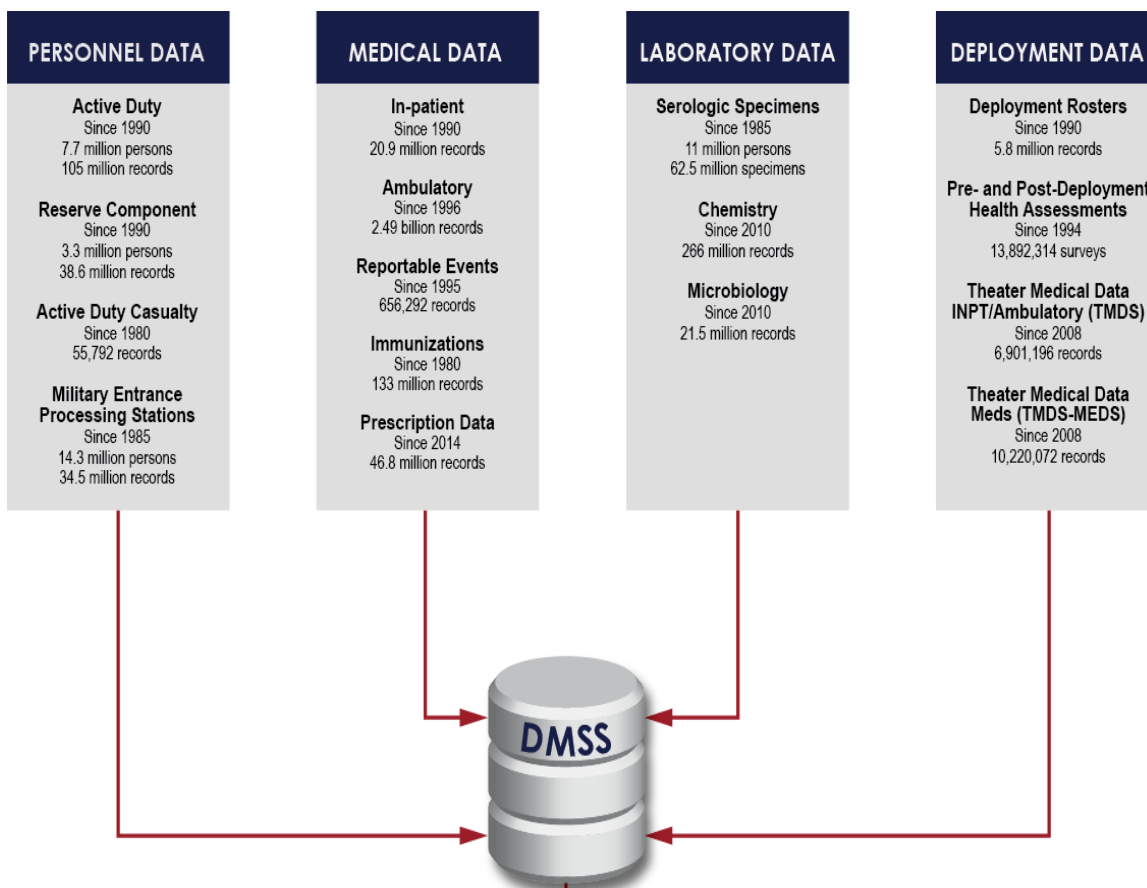 PERSONNEL DATA
Active Duty
Since 1990
7.7 million persons
105 million records
Reserve Component
Since 1990
3.3 million persons
38.6 million records
Active Duty Casualty
Since 1980
55,792 records
Military Entrance
Processing Stations
Since 1985
14.3 million persons
34.5 million records
MEDICAL DATA
In-patient
Since 1990
20.9 million records
Ambulatory
Since 1996
2.49 billion records
Reportable Events
Since 1995
656,292 records
Immunizations
Since 1980
133 million records
Prescription Data
Since 2014
46.8 million records
LABORATORY DATA
Serologic Specimens
Since 1985
11 million persons
62.5 million specimens
Chemistry
Since 2010
266 million records
Microbiology
Since 2010
21.5 million records
DEPLOYMENT DATA
Deployment Rosters
Since 1990
5.8 million records
Pre- and Post-Deployment
Health Assessments
Since 1994
13,892,314 surveys
Theater Medical Data
INPT/Ambulatory (TMDS)
Since 2008
6,901,196 records
Theater Medical Data
Meds (TMDS-MEDS)
Since 2008
10,220,072 records
DMSS